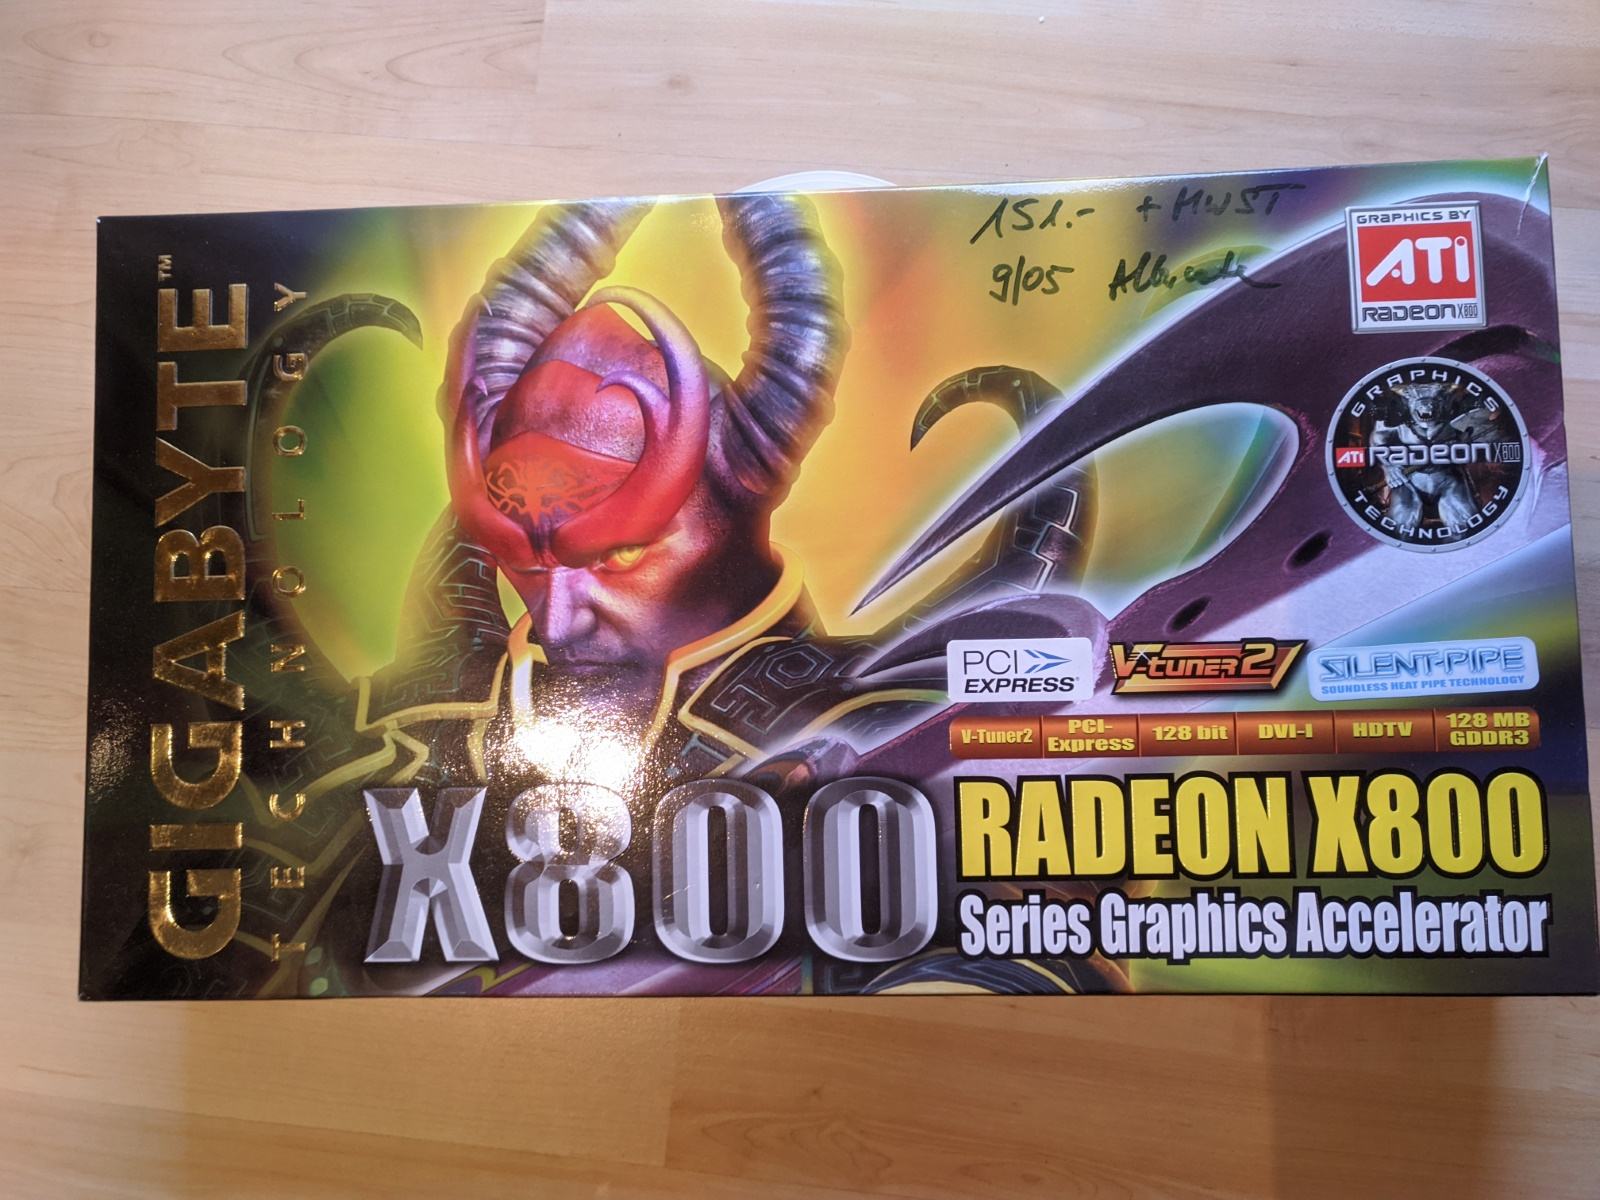 GIGABYTE™
TECHNOLOGY
151.- + MWST
9/05
GRAPHICS BY
ATI
RADEON X800
GRAPHICS
ATI RADEON X800
TECHNOLOGY
PCI
EXPRESS®
V-TUNER2
SILENT-PIPE
SOUNDLESS HEAT PIPE TECHNOLOGY
V-Tuner2
PCI-
Express
128 bit
DVI-I
HDTV
128 MB
GDDR3
X800
RADEON X800
Series Graphics Accelerator